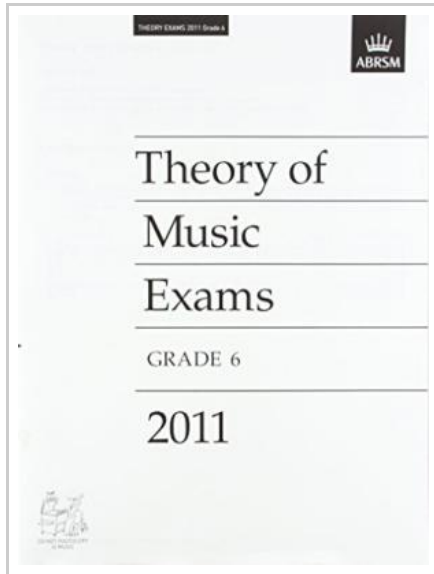 THEORY EXAMS 2011 Grade 6
ABRSM
Theory of
Music
Exams
GRADE 6
2011